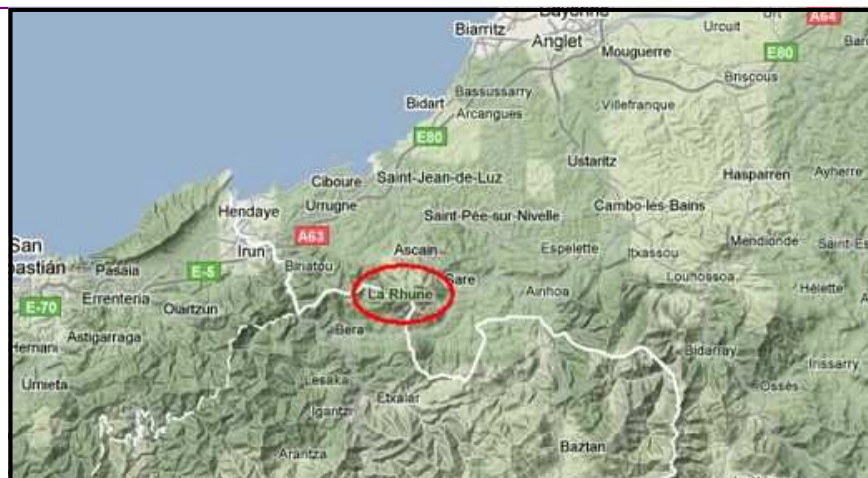 Bayonne
Urt
A64
Urcuit
Biarritz
Anglet
Mouguerre
E80
Briscous
Bassussarry
Bidart
Arcangues
Villefranque
E80
Ustaritz
Hasparren
Ayherre
Ciboure
Saint-Jean-de-Luz
Urrugne
Cambo-les-Bains
Hendaye
Saint-Pée-sur-Nivelle
A63
Mendionde
San
Irun
Ascain
Espelette
Itxassou
Biriatou
Pasaia
E-5
Sare
Louhossoa
Hélette
La Rhune
Ainhoa
E-70
Errenteria
Oiartzun
Bera
Astigarraga
Bidarray
Irissarry
Lesaka
Urnieta
Ossès
Etxalar
Igantzi
Baztan
Arantza